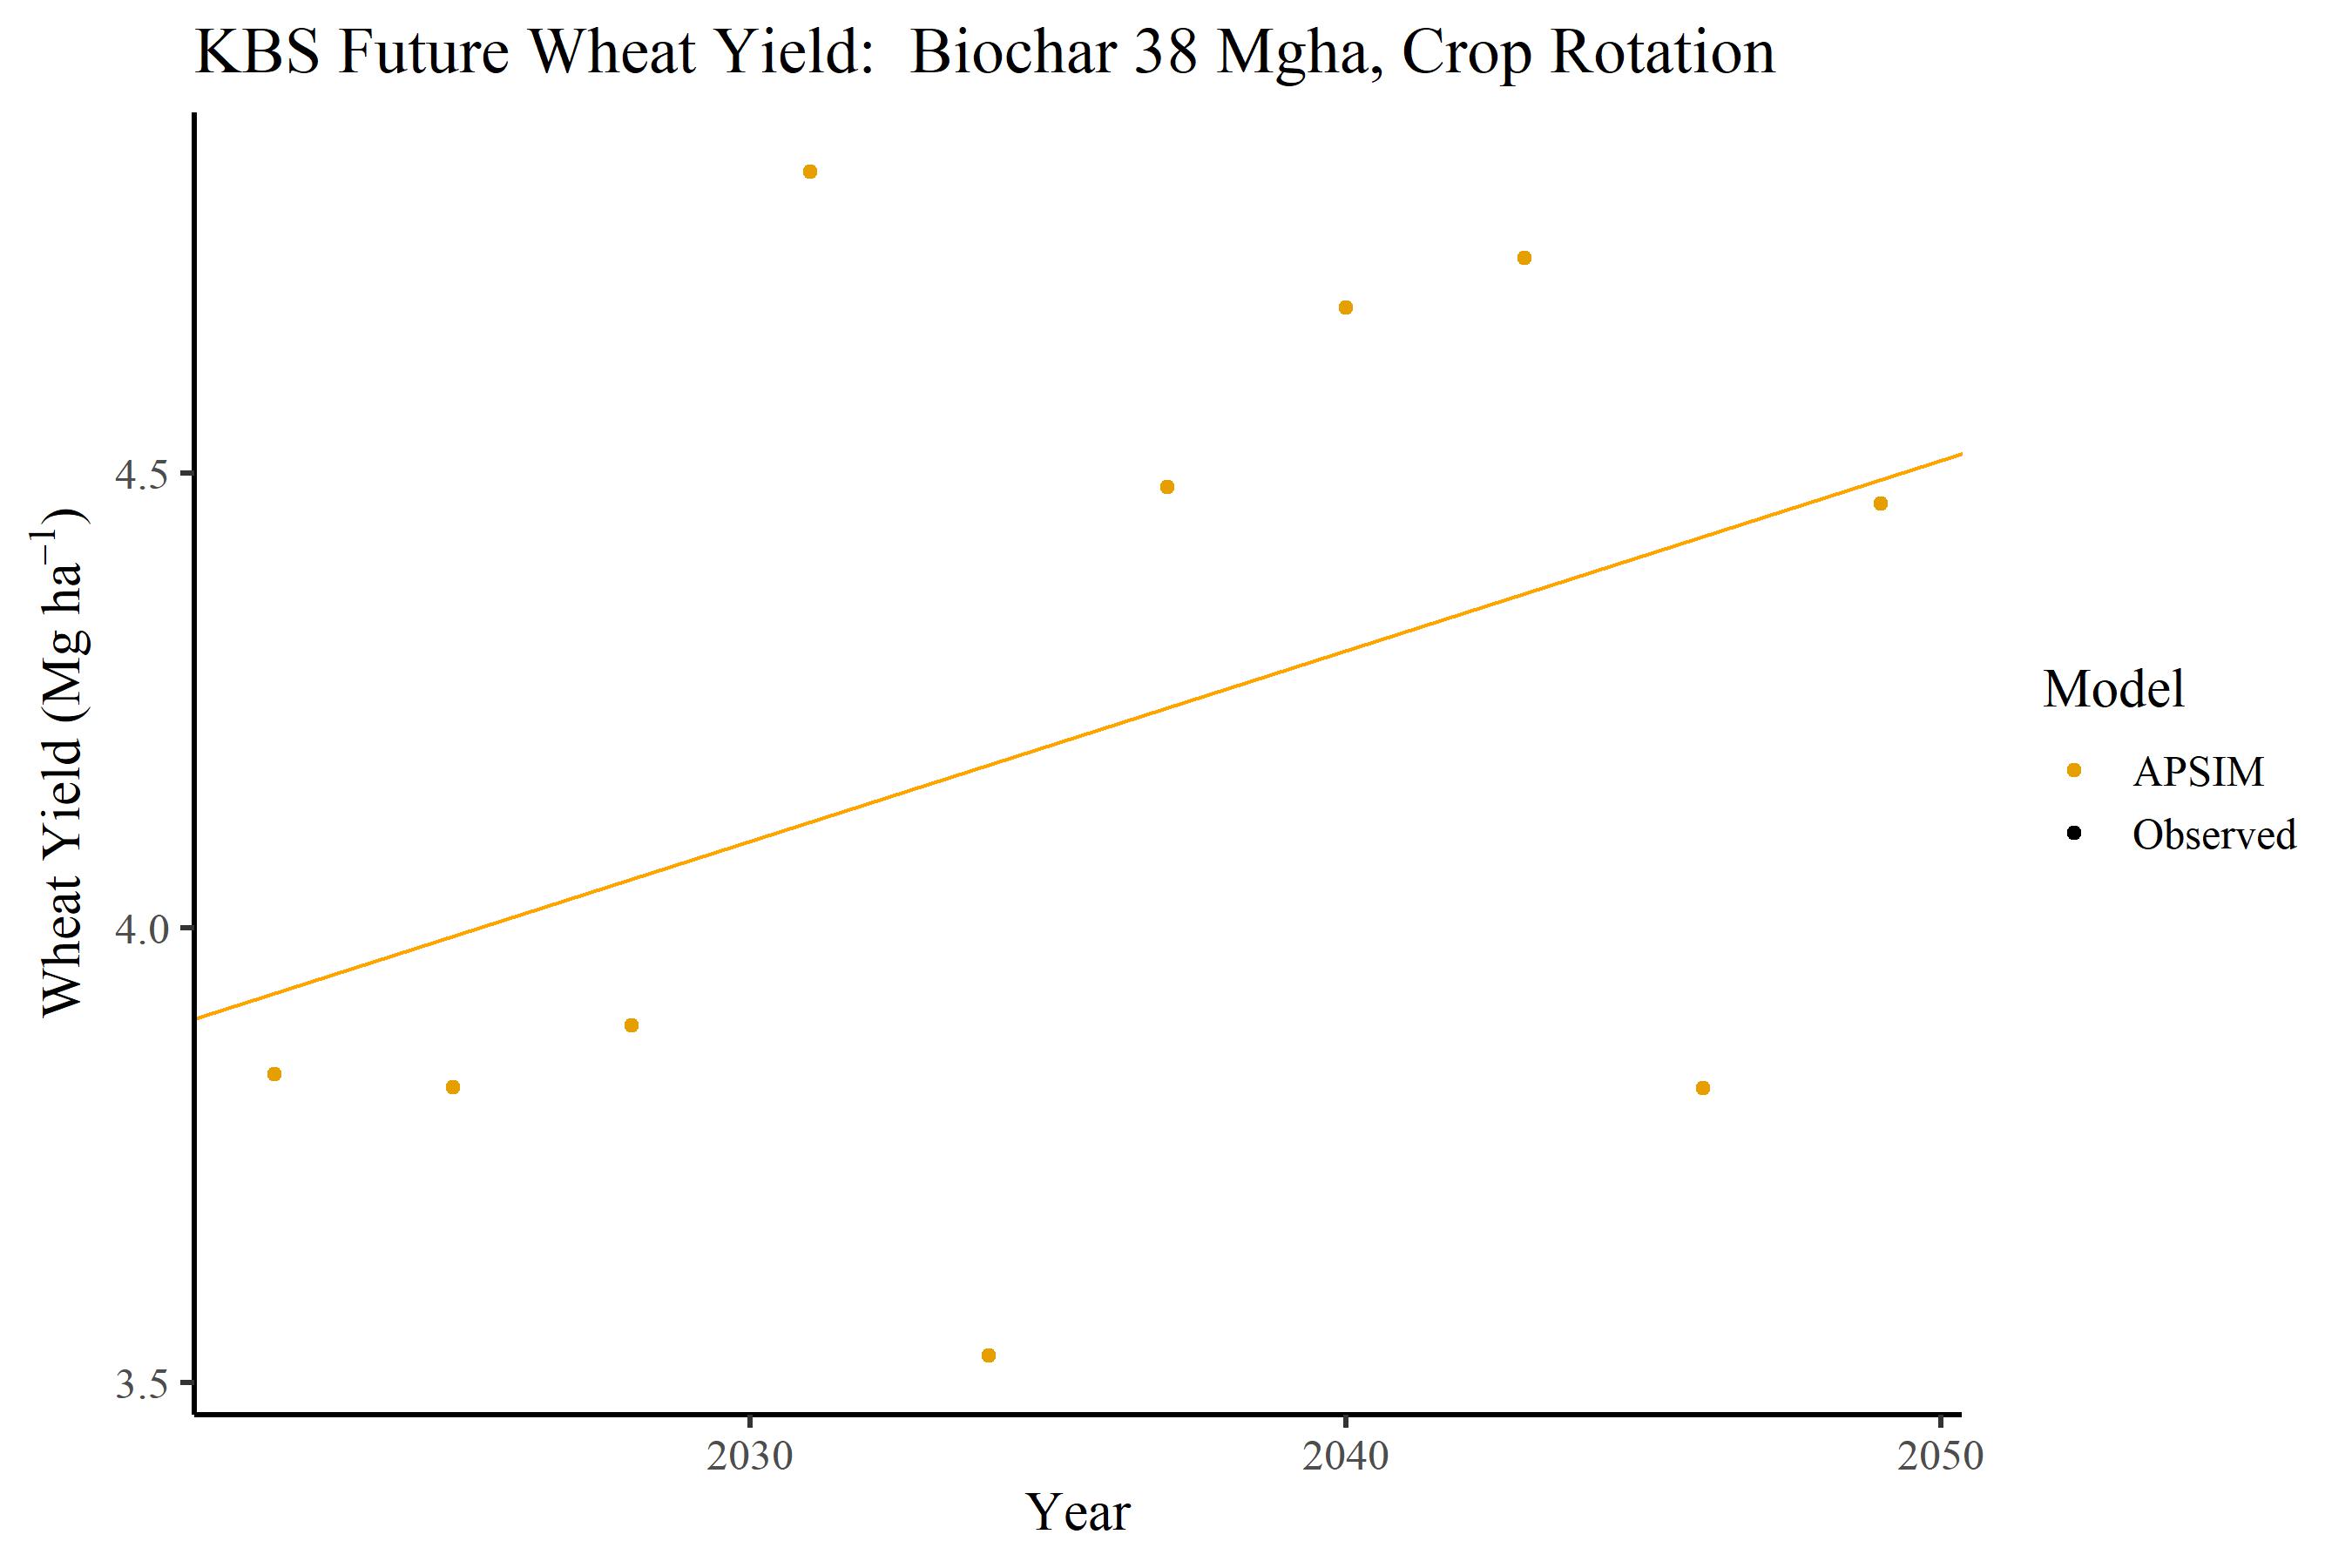 KBS Future Wheat Yield:  Biochar 38 Mgha, Crop Rotation
Wheat Yield (Mg ha⁻¹)
4.5
4.0
3.5
2030
2040
2050
Year
Model
APSIM
Observed